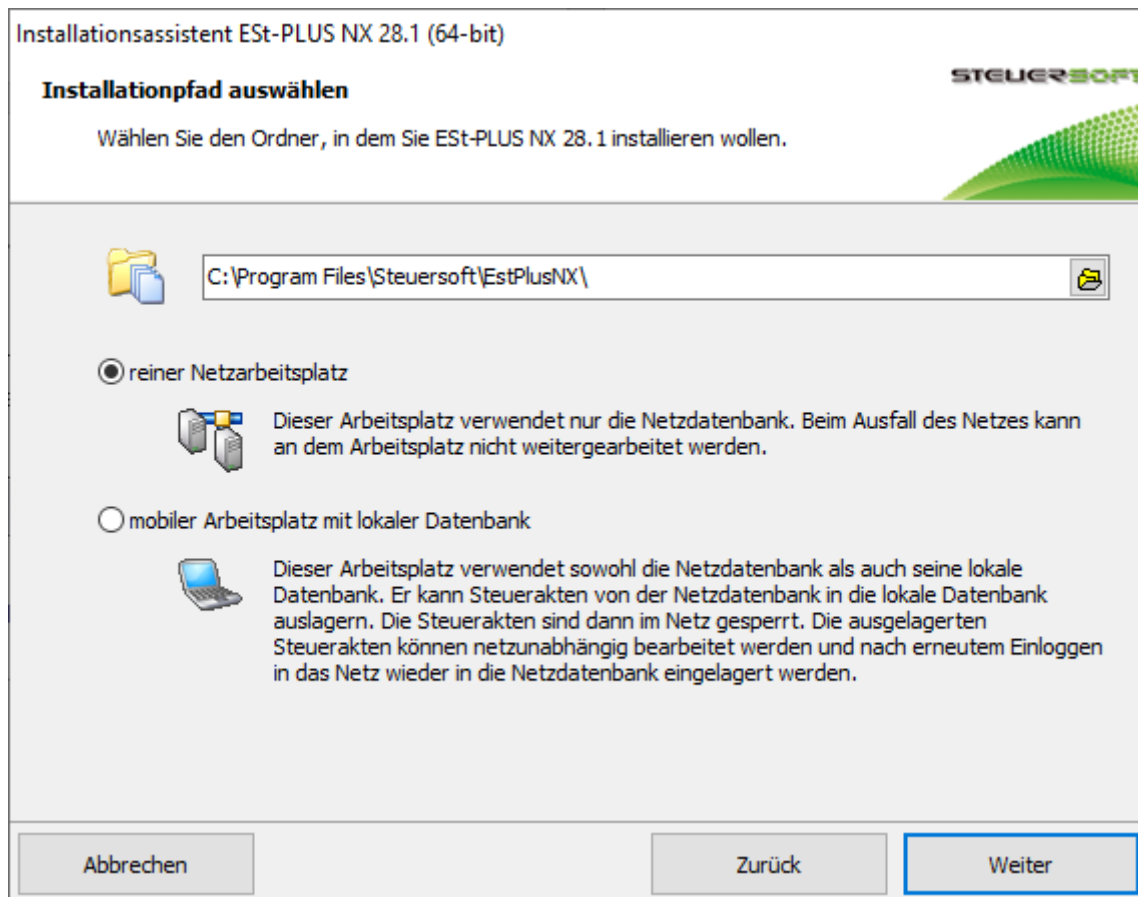 Installationsassistent ESt-PLUS NX 28.1 (64-bit)
STEUERSOFT
Installationpfad auswählen
Wählen Sie den Ordner, in dem Sie ESt-PLUS NX 28.1 installieren wollen.
C:\Program Files\Steuersoft\EstPlusNX\
reiner Netzarbeitsplatz
Dieser Arbeitsplatz verwendet nur die Netzdatenbank. Beim Ausfall des Netzes kann
an dem Arbeitsplatz nicht weitergearbeitet werden.
mobiler Arbeitsplatz mit lokaler Datenbank
Dieser Arbeitsplatz verwendet sowohl die Netzdatenbank als auch seine lokale
Datenbank. Er kann Steuerakten von der Netzdatenbank in die lokale Datenbank
auslagern. Die Steuerakten sind dann im Netz gesperrt. Die ausgelagerten
Steuerakten können netzunabhängig bearbeitet werden und nach erneutem Einloggen
in das Netz wieder in die Netzdatenbank eingelagert werden.
Abbrechen
Zurück
Weiter